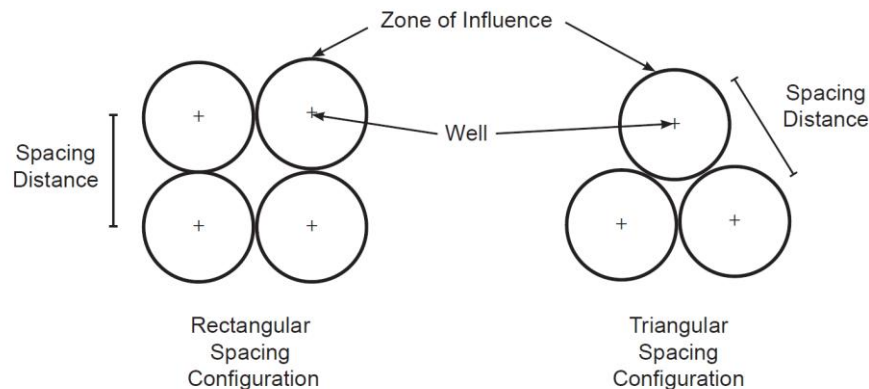 Zone of Influence
Spacing
Distance
Well
Spacing
Distance
Rectangular
Spacing
Configuration
Triangular
Spacing
Configuration